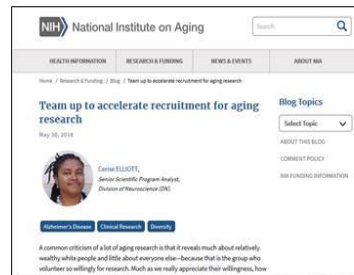 NIH National Institute on Aging
Search
HEALTH INFORMATION RESEARCH & FUNDING NEWS & EVENTS ABOUT NIA
Home / Research & Funding / Blog / Team up to accelerate recruitment for aging research
Team up to accelerate recruitment for aging
research
May 30, 2018
Cerise ELLIOTT,
Senior Scientific Program Analyst,
Division of Neuroscience (DN).
Alzheimer's Disease Clinical Research Diversity
A common criticism of a lot of aging research is that it reveals much about relatively
wealthy white people and little about everyone else—because that is the group who
volunteer so willingly for research. Much as we really appreciate their willingness, how
Blog Topics
Select Topic
ABOUT THIS BLOG
COMMENT POLICY
NIA FUNDING INFORMATION